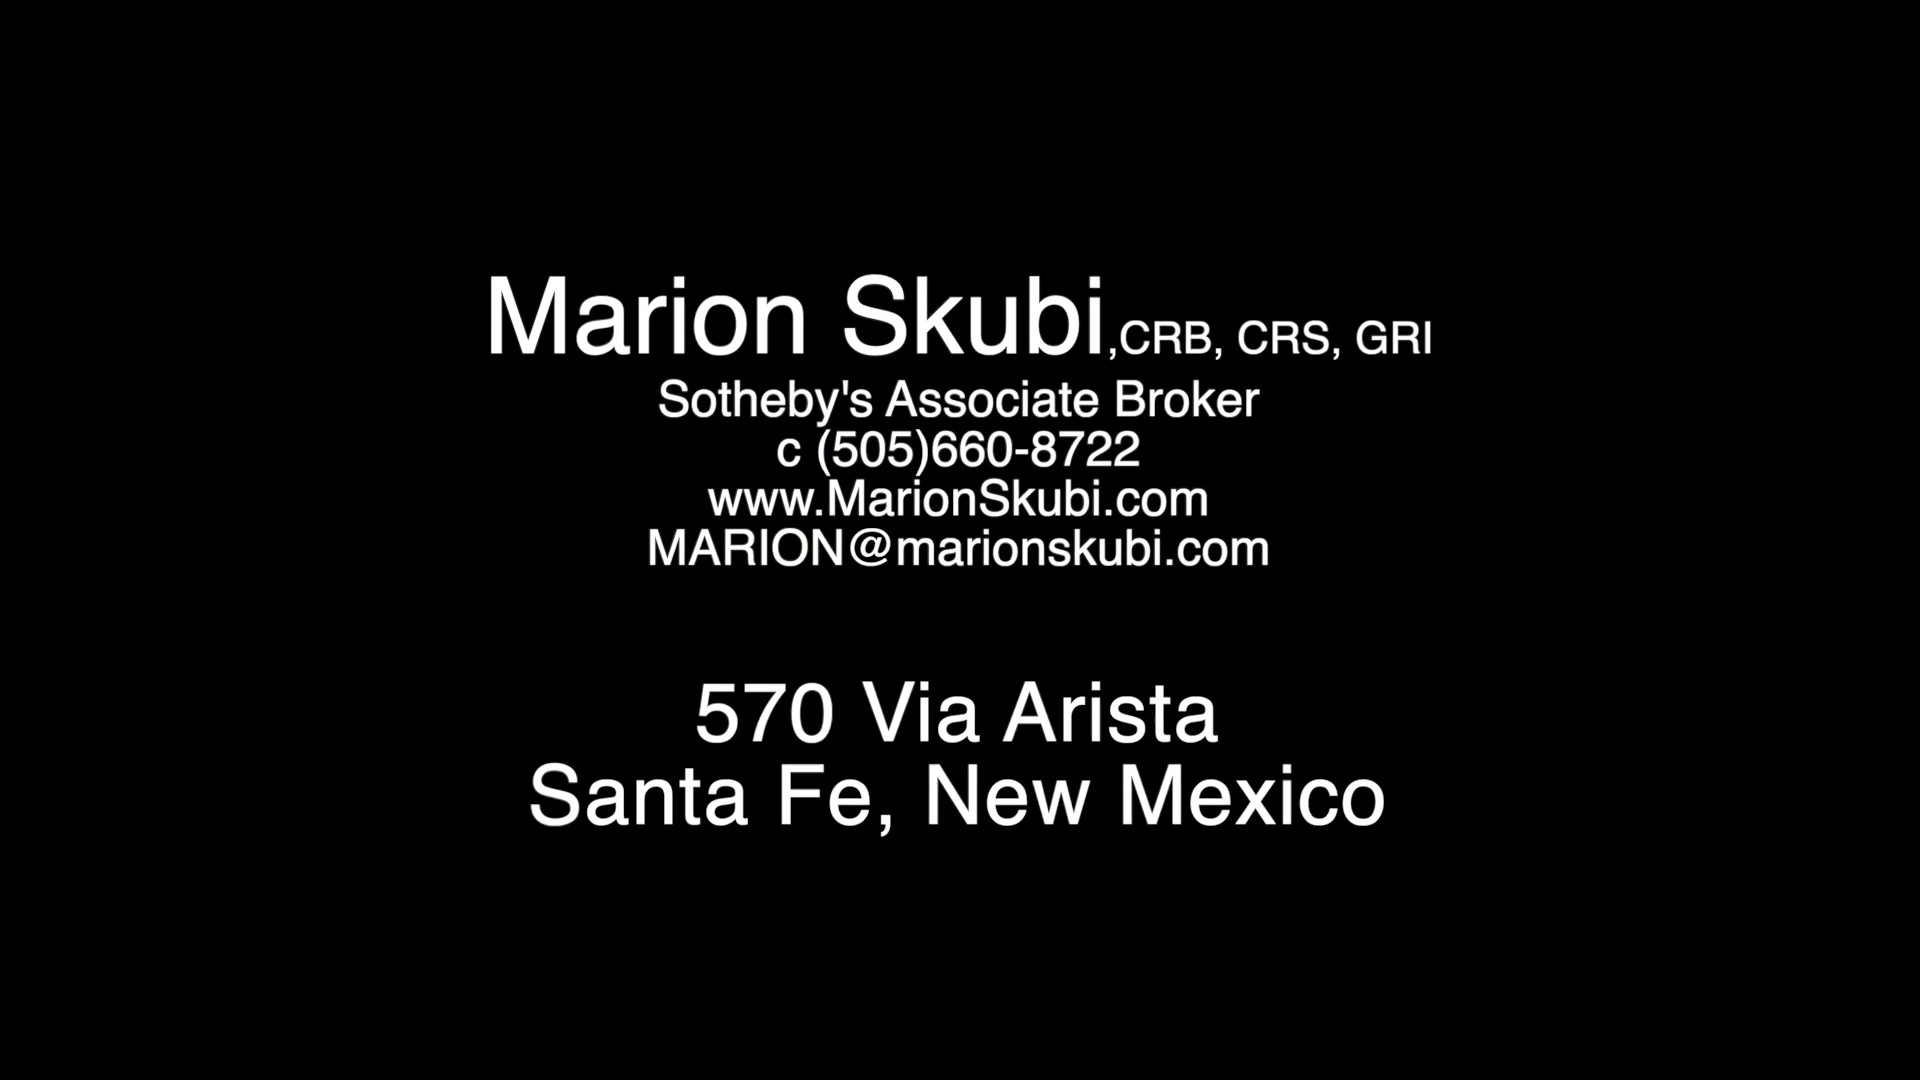 Marion Skubi,CRB, CRS, GRI
Sotheby's Associate Broker
c (505)660-8722
www.MarionSkubi.com
MARION@marionskubi.com
570 Via Arista
Santa Fe, New Mexico